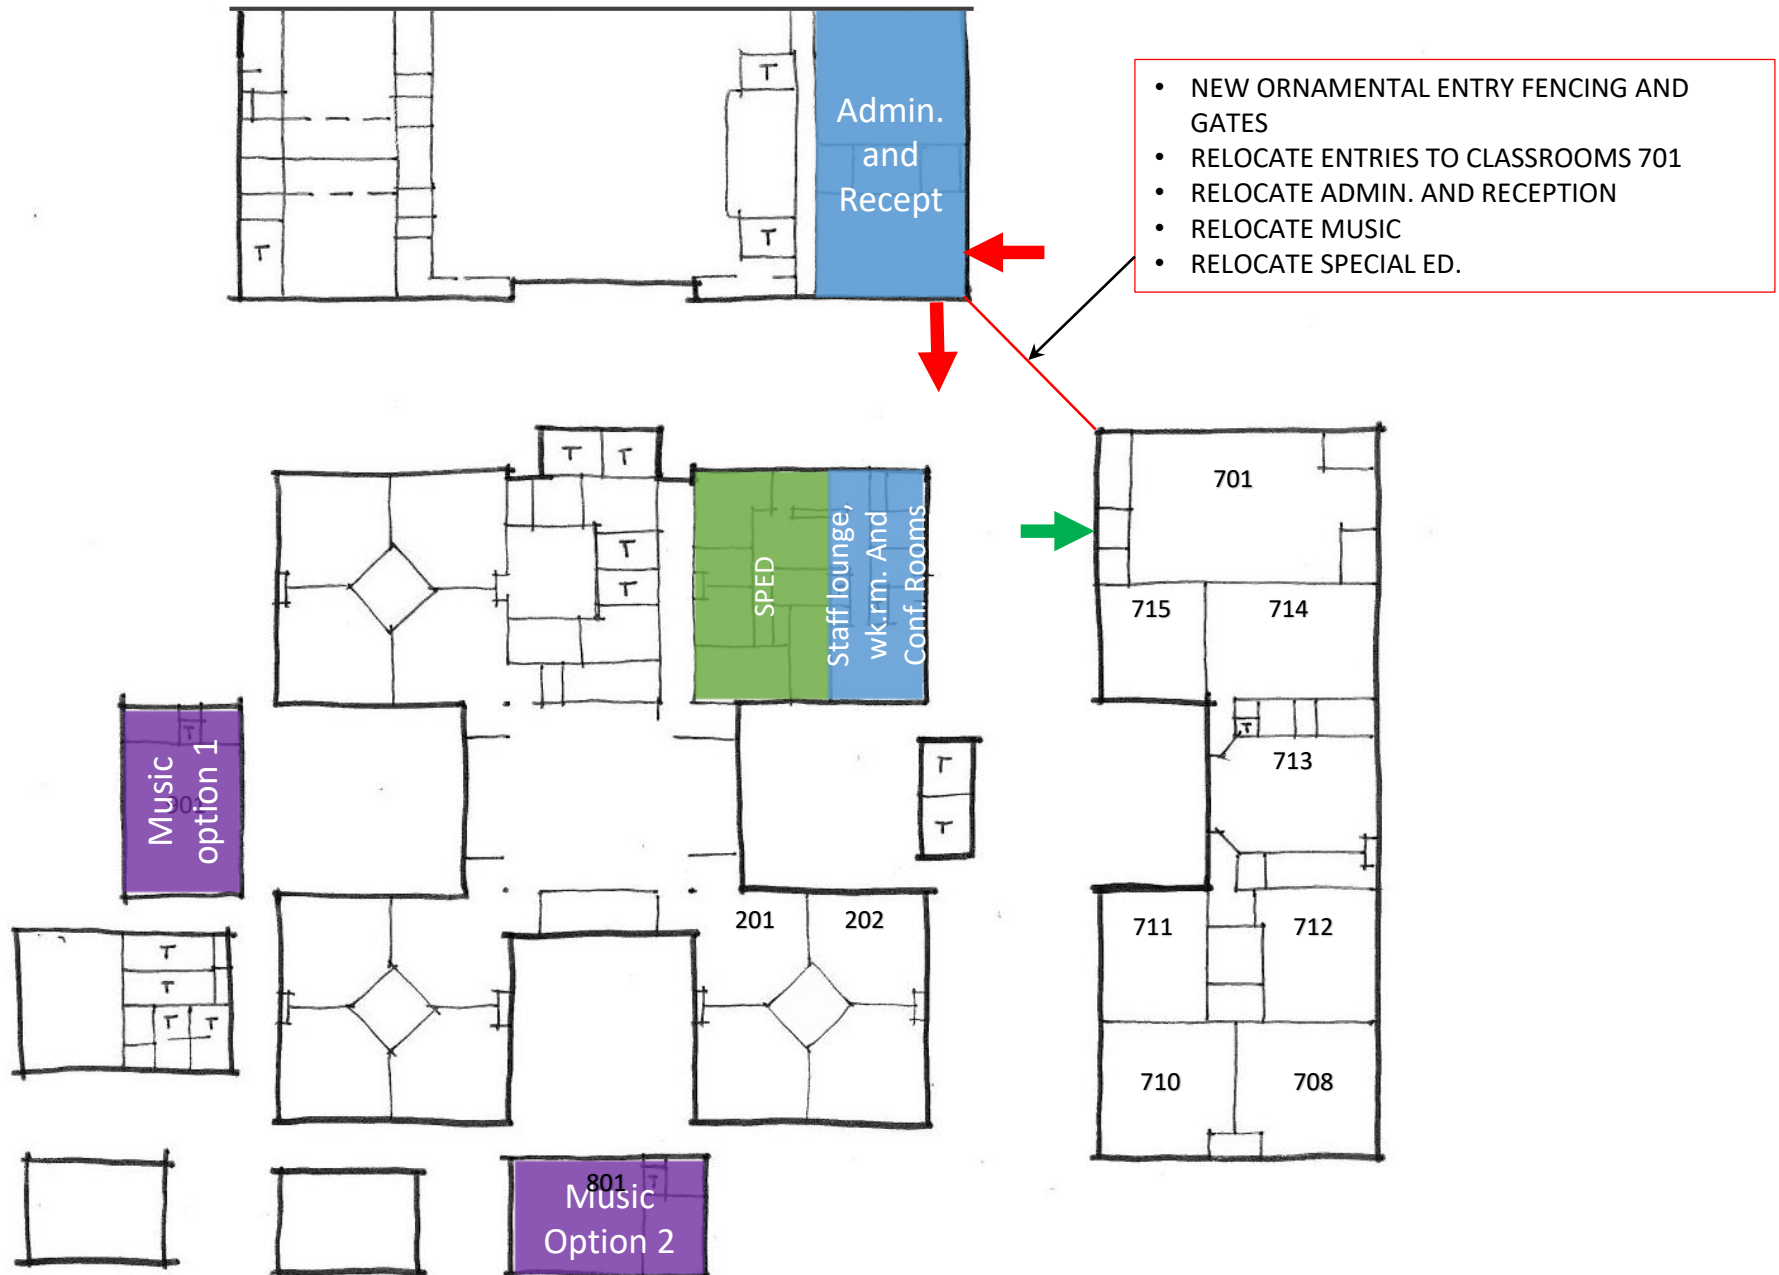 T
T
T
T
Admin.
and
Recept
• NEW ORNAMENTAL ENTRY FENCING AND
GATES
• RELOCATE ENTRIES TO CLASSROOMS 701
• RELOCATE ADMIN. AND RECEPTION
• RELOCATE MUSIC
• RELOCATE SPECIAL ED.
T
T
T
T
SPED
Staff lounge,
wk.rm. And
Conf. Rooms
701
715
714
T
713
T
901
Music
option 1
T
T
201
202
711
712
T
T
T
T
710
708
801
T
Music
Option 2